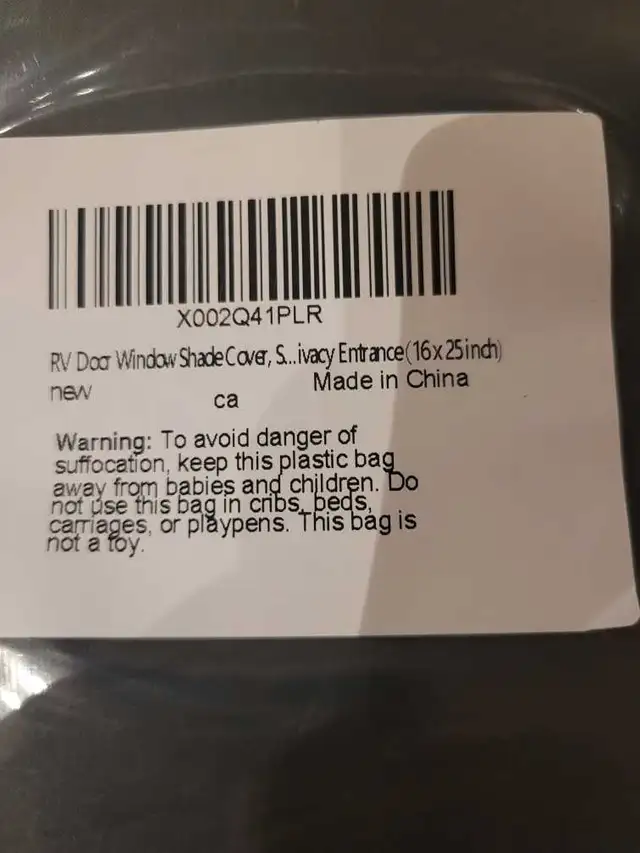 X002Q41PLR
RV Door Window Shade Cover, S...ivacy Entrance(16 x 25 inch)
new
Made in China
ca
Warning: To avoid danger of
suffocation, keep this plastic bag
away from babies and children. Do
not use this bag in cribs, beds,
carriages, or playpens. This bag is
not a toy.